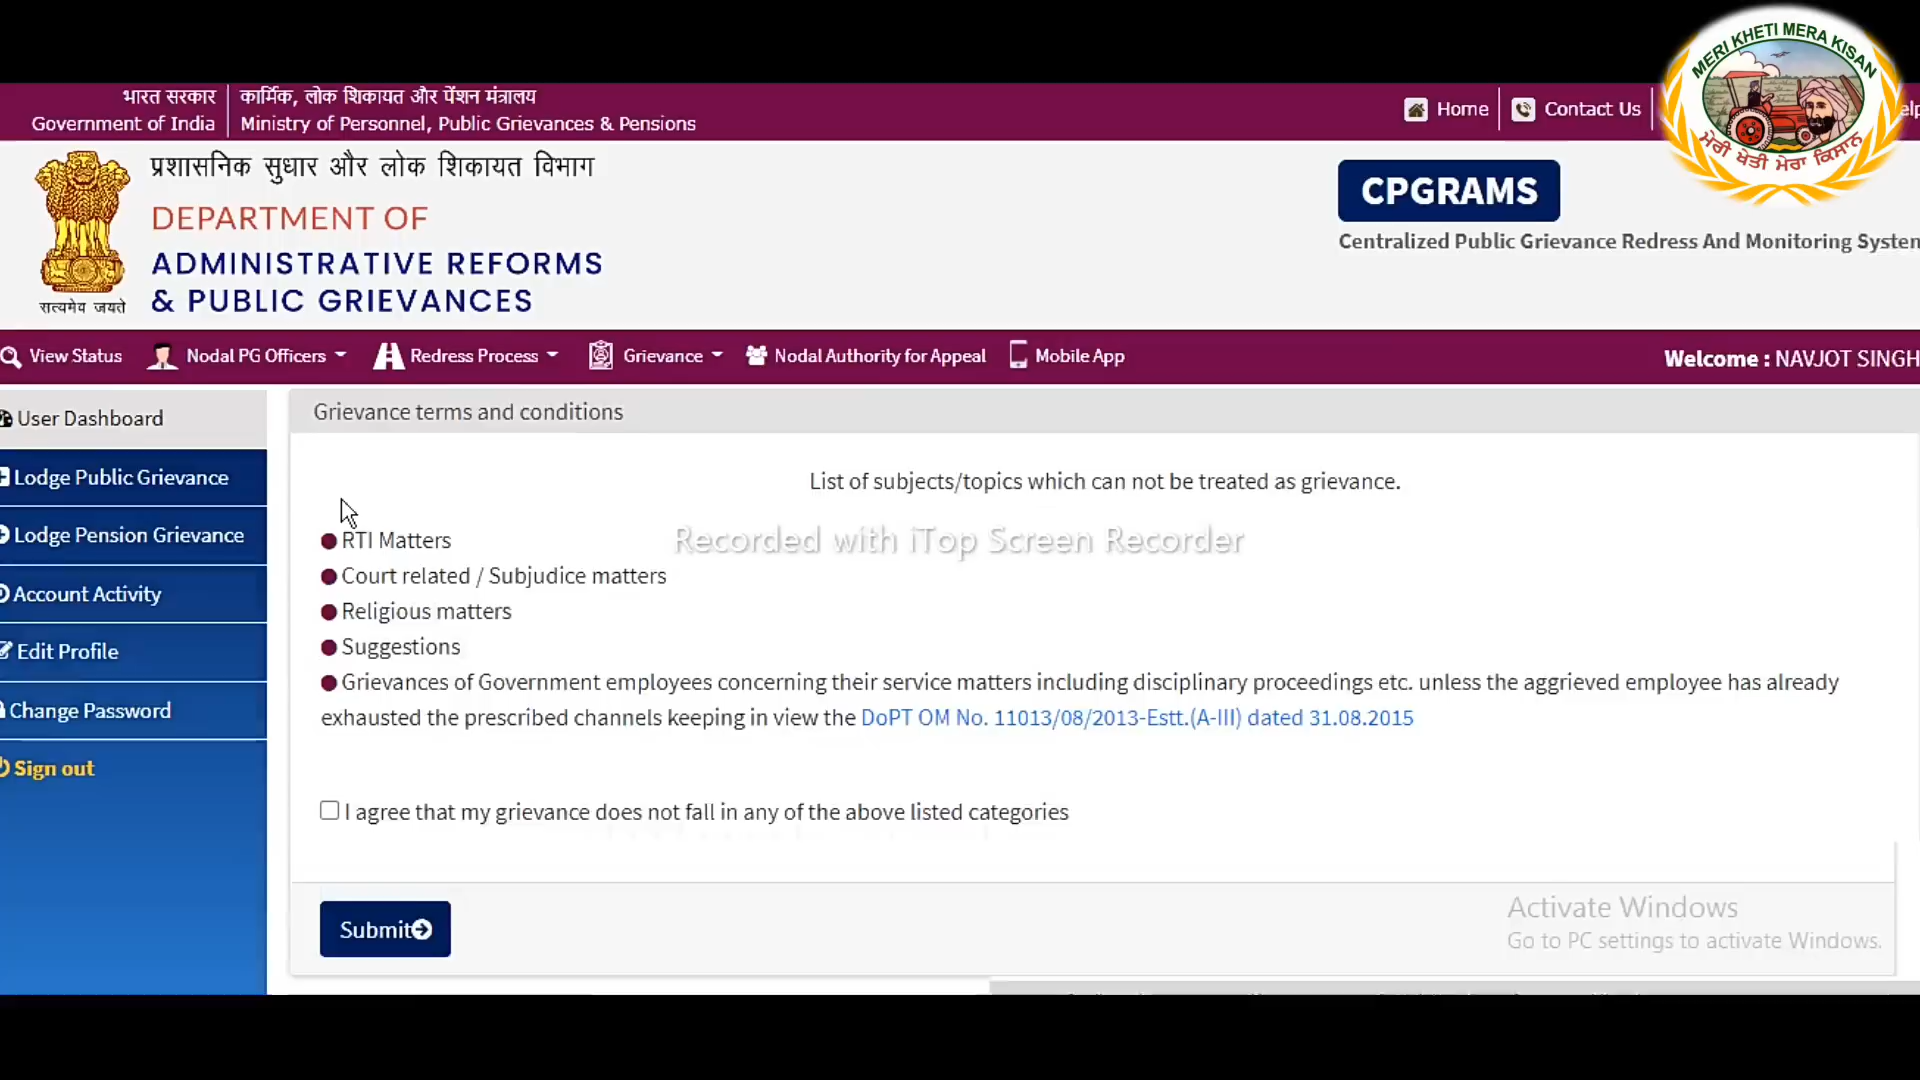 MERI KHETI MERA KISAN
ਮੇਰੀ ਖੇਤੀ ਮੇਰਾ ਕਿਸਾਨ
भारत सरकार
Government of India
कार्मिक, लोक शिकायत और पेंशन मंत्रालय
Ministry of Personnel, Public Grievances & Pensions
Home
Contact Us
सत्यमेव जयते
प्रशासनिक सुधार और लोक शिकायत विभाग
DEPARTMENT OF
ADMINISTRATIVE REFORMS
& PUBLIC GRIEVANCES
CPGRAMS
Centralized Public Grievance Redress And Monitoring System
View Status
Nodal PG Officers
Redress Process
Grievance
Nodal Authority for Appeal
Mobile App
Welcome : NAVJOT SINGH
User Dashboard
Lodge Public Grievance
Lodge Pension Grievance
Account Activity
Edit Profile
Change Password
Sign out
Grievance terms and conditions
List of subjects/topics which can not be treated as grievance.
RTI Matters
Court related / Subjudice matters
Religious matters
Suggestions
Grievances of Government employees concerning their service matters including disciplinary proceedings etc. unless the aggrieved employee has already
exhausted the prescribed channels keeping in view the DoPT OM No. 11013/08/2013-Estt.(A-III) dated 31.08.2015
Recorded with iTop Screen Recorder
I agree that my grievance does not fall in any of the above listed categories
Submit
Activate Windows
Go to PC settings to activate Windows.